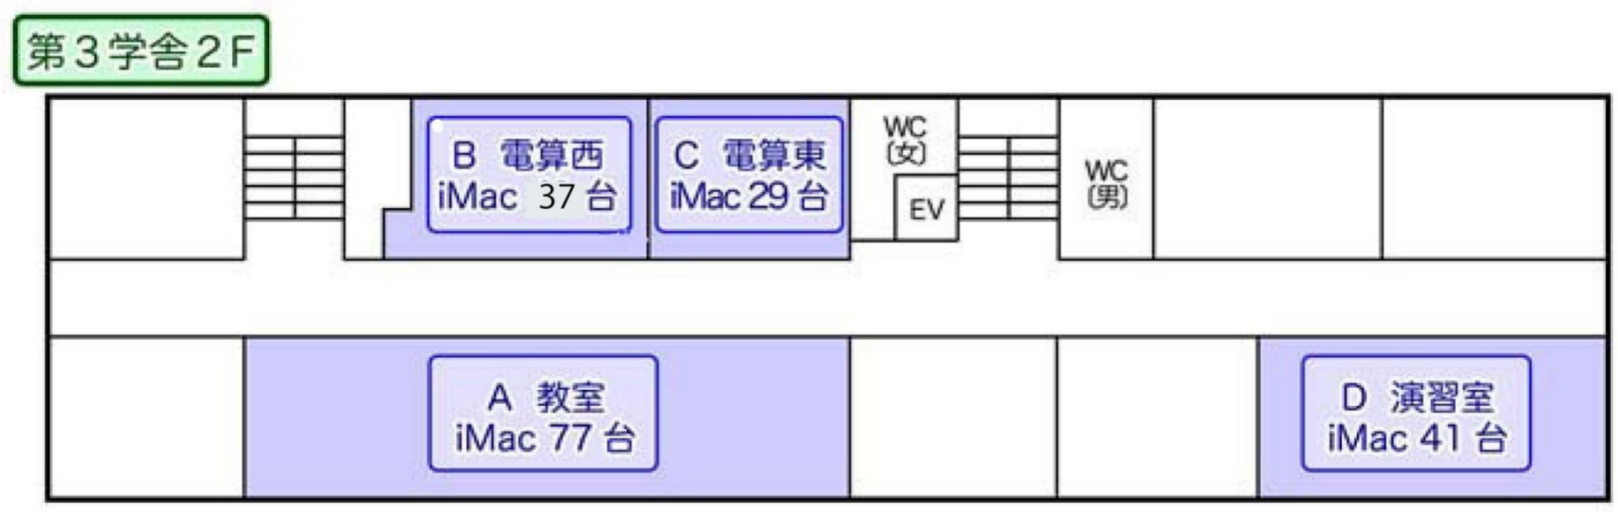 第3学舎2F
B 電算西
iMac 37 台
C 電算東
iMac 29 台
WC
(女)
EV
WC
(男)
A 教室
iMac 77 台
D 演習室
iMac 41 台